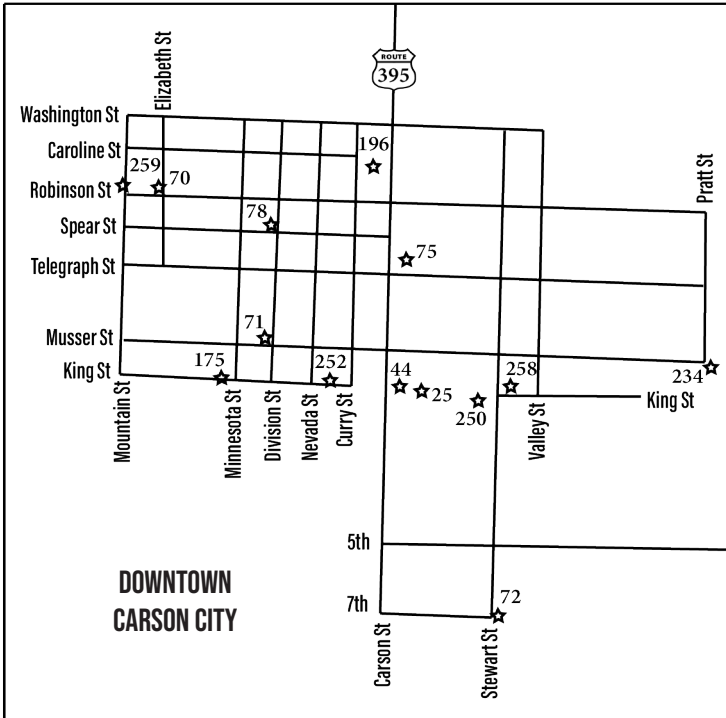 ROUTE
395
Elizabeth St
Washington St
Caroline St
196
259
70
Robinson St
Pratt St
78
Spear St
75
Telegraph St
71
Musser St
175
252
44
258
King St
234
25
250
King St
Mountain St
Minnesota St
Division St
Nevada St
Curry St
Valley St
5th
DOWNTOWN
CARSON CITY
7th
72
Carson St
Stewart St